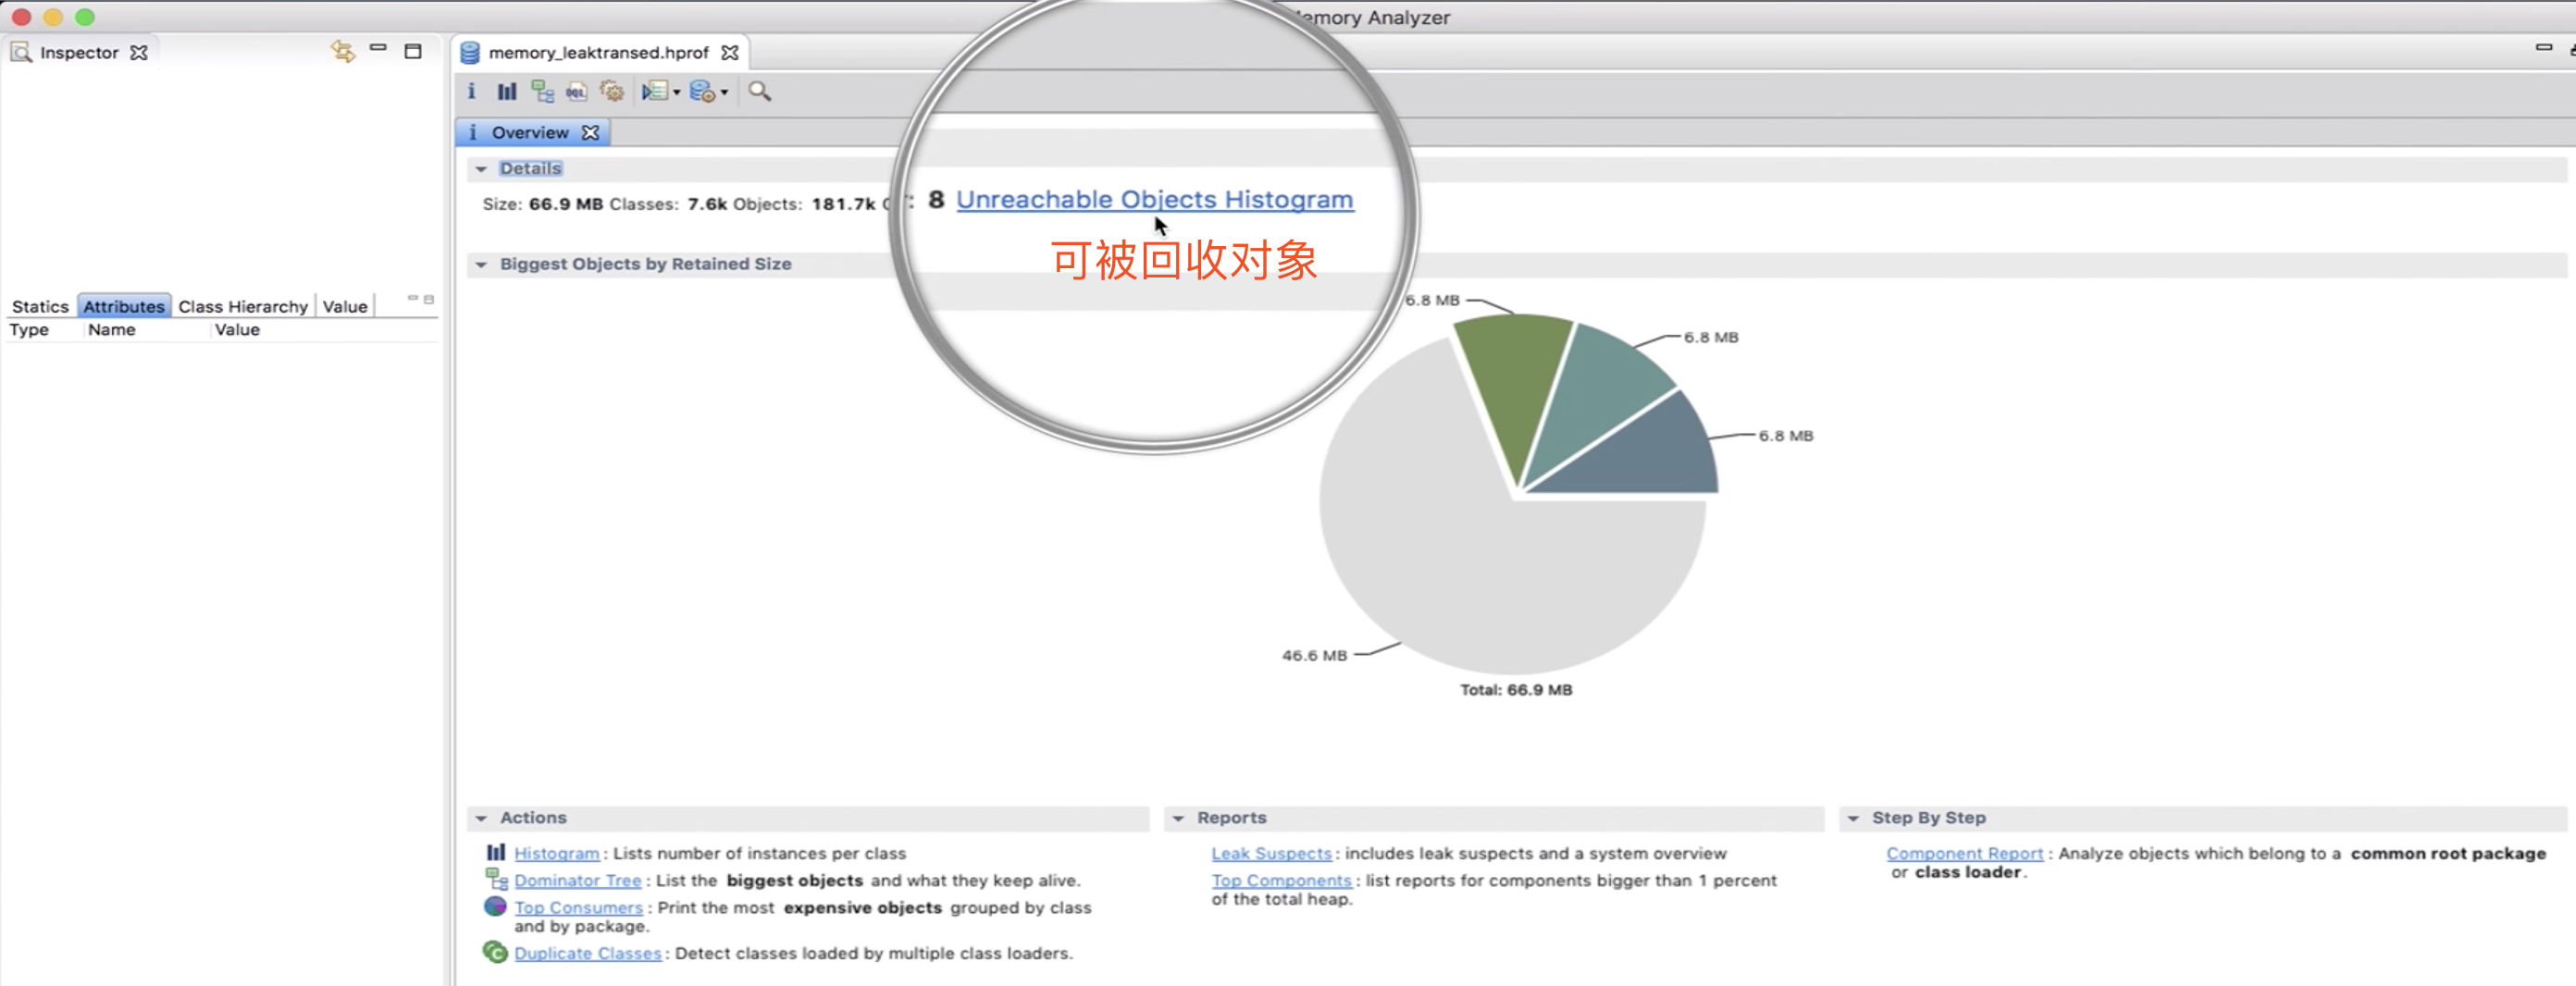 emory Analyzer
Inspector
memory_leaktransed.hprof
i Overview
Details
Size: 66.9 MB Classes: 7.6k Objects: 181.7k
: 8 Unreachable Objects Histogram
可被回收对象
Biggest Objects by Retained Size
Statics Attributes Class Hierarchy Value
Type Name Value
6.8 MB
6.8 MB
6.8 MB
46.6 MB
Total: 66.9 MB
Actions
Histogram : Lists number of instances per class
Dominator Tree : List the biggest objects and what they keep alive.
Top Consumers : Print the most expensive objects grouped by class
and by package.
Duplicate Classes : Detect classes loaded by multiple class loaders.
Reports
Leak Suspects : includes leak suspects and a system overview
Top Components : list reports for components bigger than 1 percent
of the total heap.
Step By Step
Component Report : Analyze objects which belong to a common root package
or class loader.